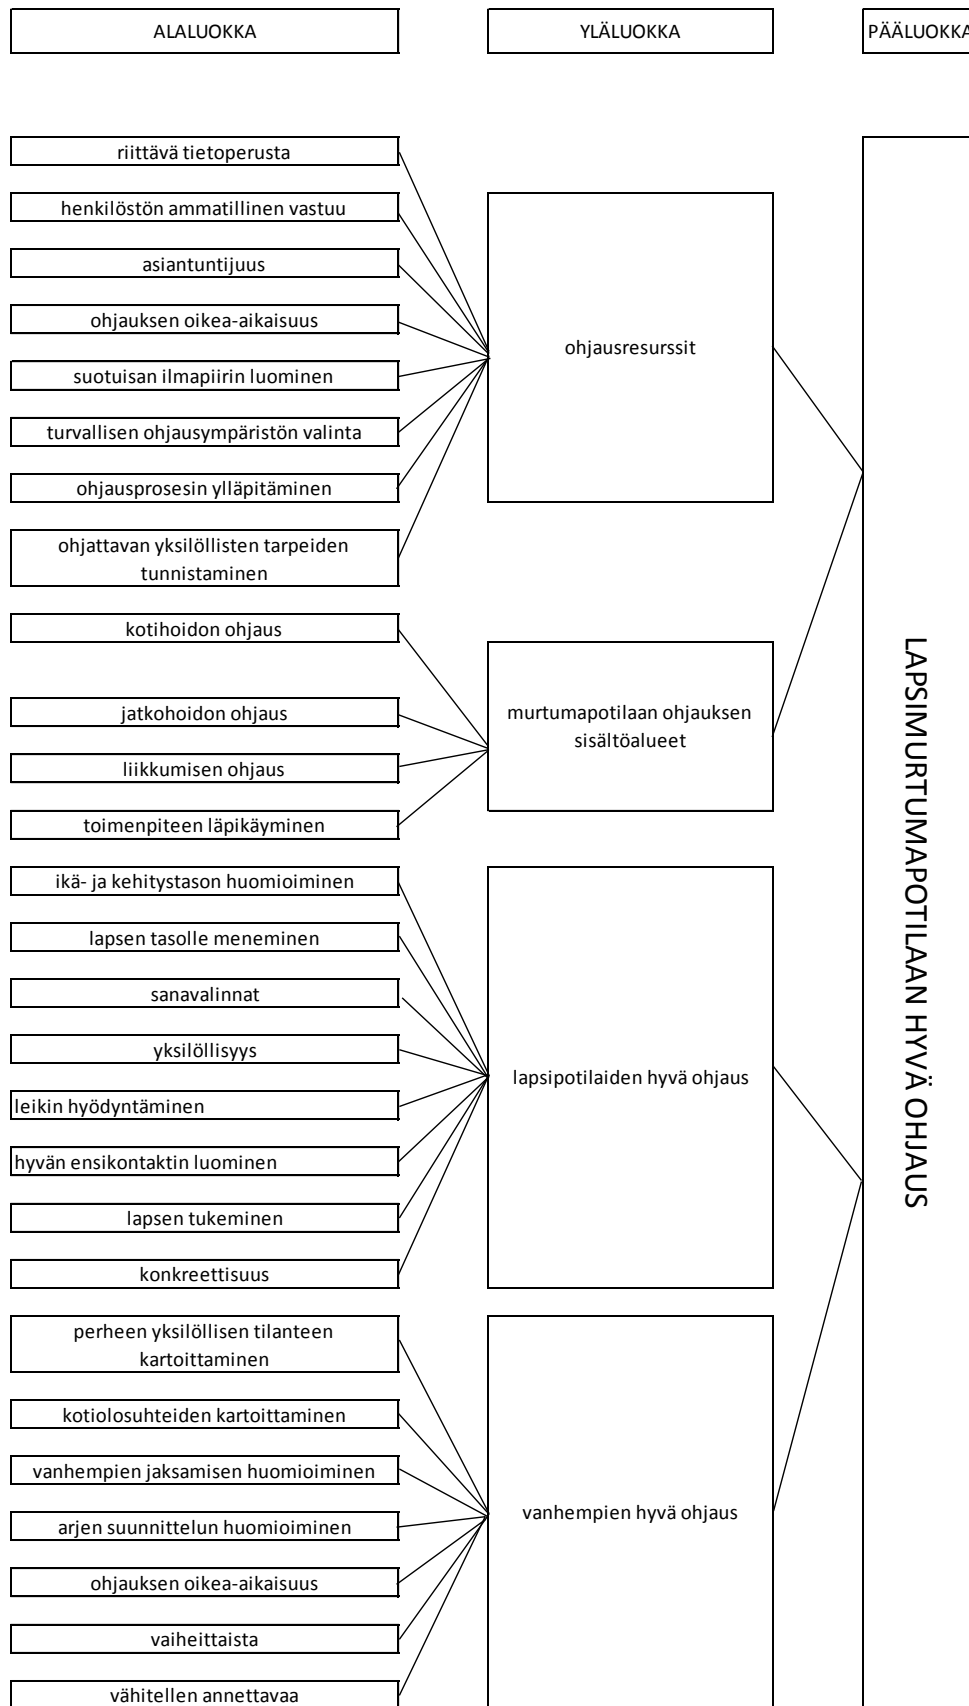 ALALUOKKA
YLÄLUOKKA
PÄÄLUOKKA
riittävä tietoperusta
henkilöstön ammatillinen vastuu
asiantuntijuus
ohjauksen oikea-aikaisuus
suotuisan ilmapiirin luominen
turvallisen ohjausympäristön valinta
ohjausprosesin ylläpitäminen
ohjattavan yksilöllisten tarpeiden
tunnistaminen
ohjausresurssit
kotihoidon ohjaus
jatkohoidon ohjaus
liikkumisen ohjaus
toimenpiteen läpikäyminen
murtumapotilaan ohjauksen
sisältöalueet
ikä- ja kehitystason huomioiminen
lapsen tasolle meneminen
sanavalinnat
yksilöllisyys
leikin hyödyntäminen
hyvän ensikontaktin luominen
lapsen tukeminen
konkreettisuus
lapsipotilaiden hyvä ohjaus
perheen yksilöllisen tilanteen
kartoittaminen
kotiolosuhteiden kartoittaminen
vanhempien jaksamisen huomioiminen
arjen suunnittelun huomioiminen
ohjauksen oikea-aikaisuus
vaiheittaista
vähitellen annettavaa
vanhempien hyvä ohjaus
LAPSIMURTUMAPOTILAAN HYVÄ OHJAUS